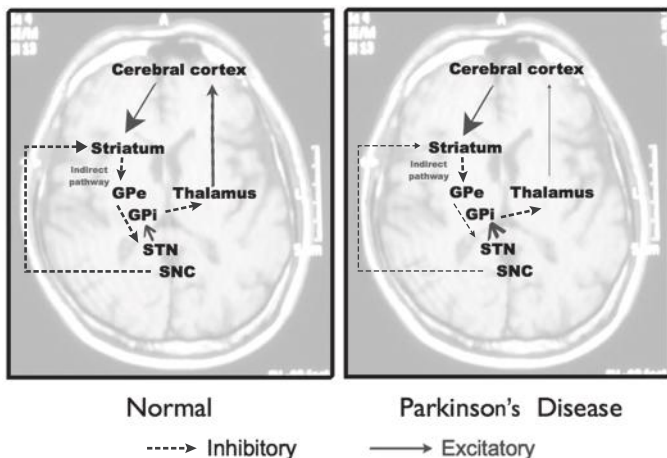 A
Cerebral cortex
Striatum
Indirect
pathway
GPe
Thalamus
GPi
STN
SNC
Normal
Cerebral cortex
Striatum
Indirect
pathway
GPe
Thalamus
GPi
STN
SNC
Parkinson's Disease
Inhibitory
Excitatory